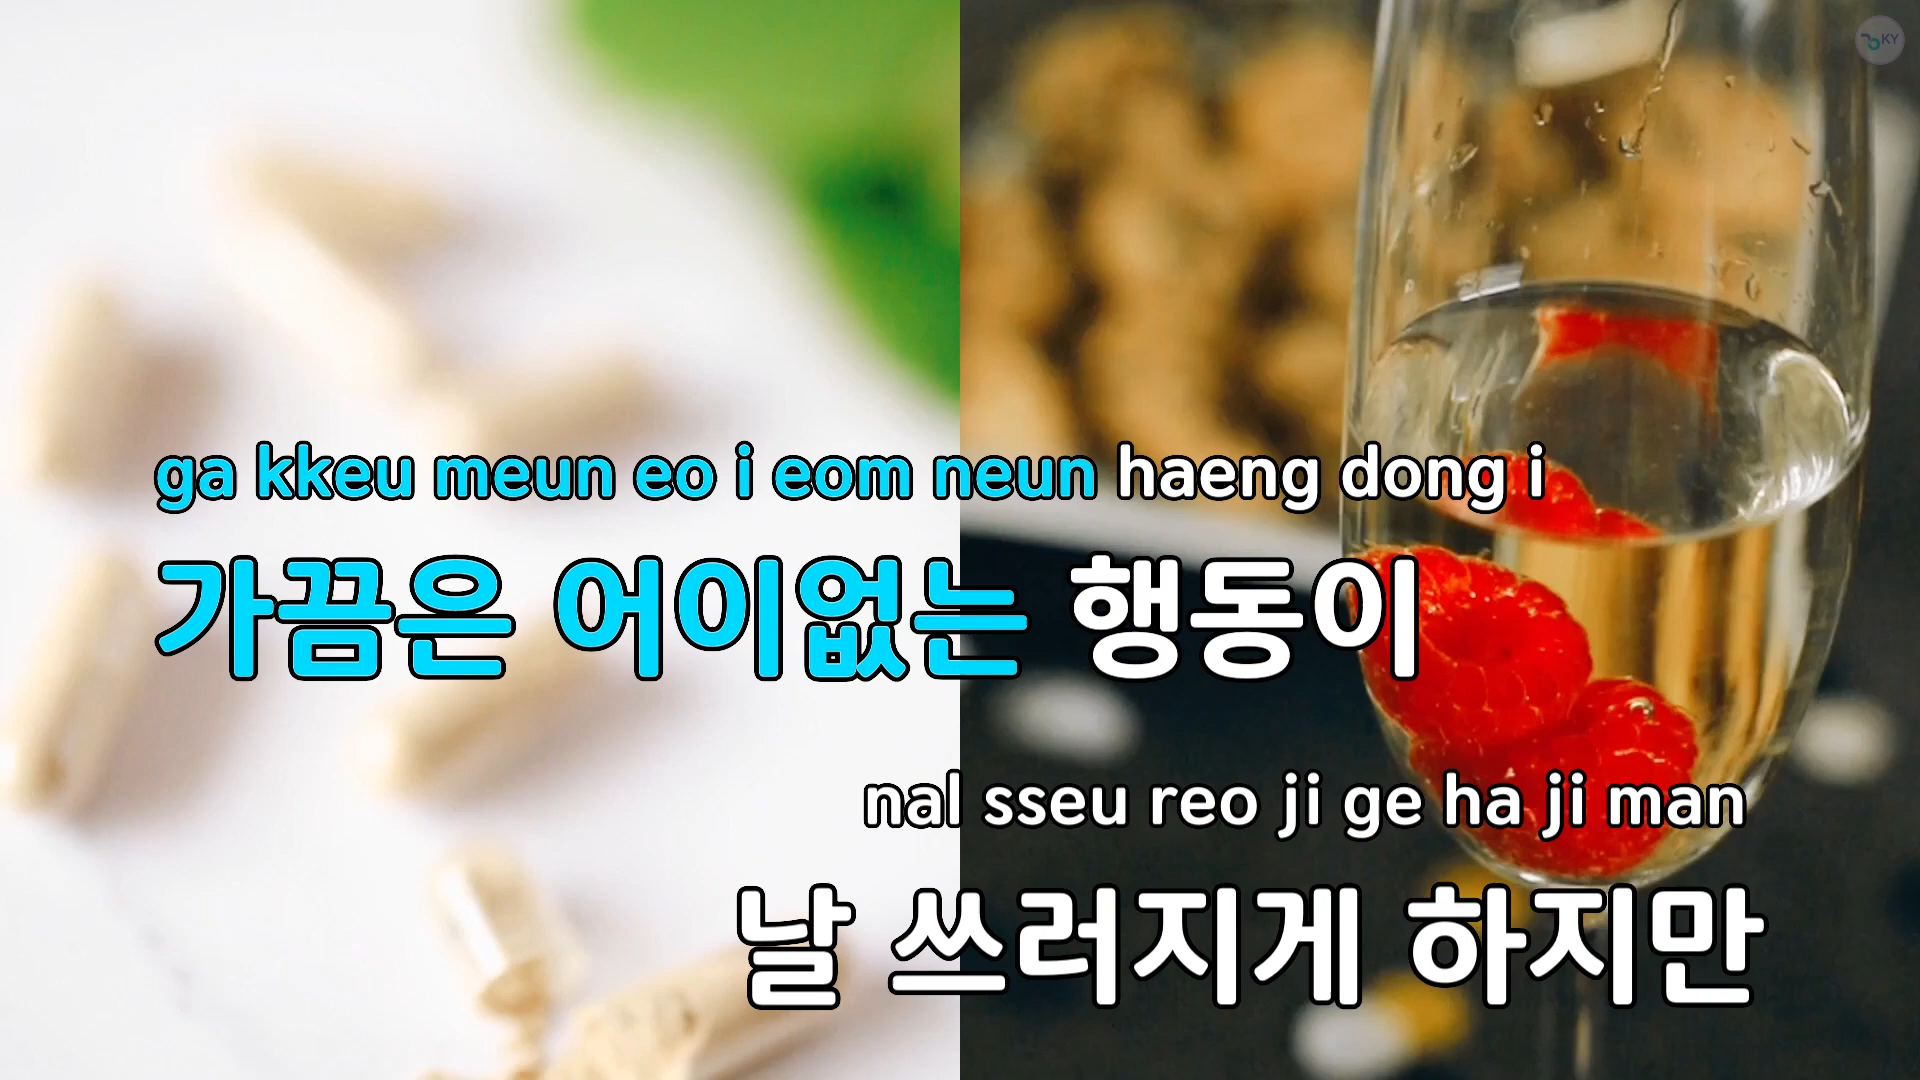 KY
ga kkeu meun eo i eom neun haeng dong i
가끔은 어이없는 행동이
nal sseu reo ji ge ha ji man
날 쓰러지게 하지만